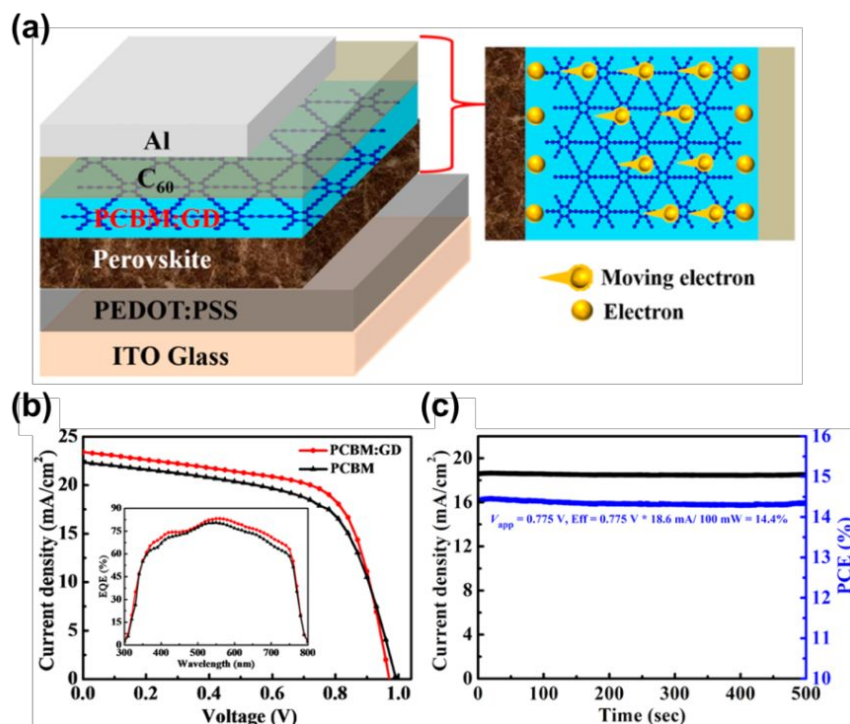 (a)
Al
C60
PCBM:GD
Perovskite
PEDOT:PSS
ITO Glass
Moving electron
Electron
(b)
25
20
15
10
5
0
Current density (mA/cm2)
0.0 0.2 0.4 0.6 0.8 1.0
Voltage (V)
PCBM:GD
PCBM
90
75
60
45
30
15
0
EQE (%)
300 400 500 600 700 800
Wavelength (nm)
(c)
20
16
12
8
4
0
Current density (mA/cm2)
Vapp = 0.775 V, Eff = 0.775 V * 18.6 mA/ 100 mW = 14.4%
16
15
14
13
12
11
10
PCE (%)
0 100 200 300 400 500
Time (sec)